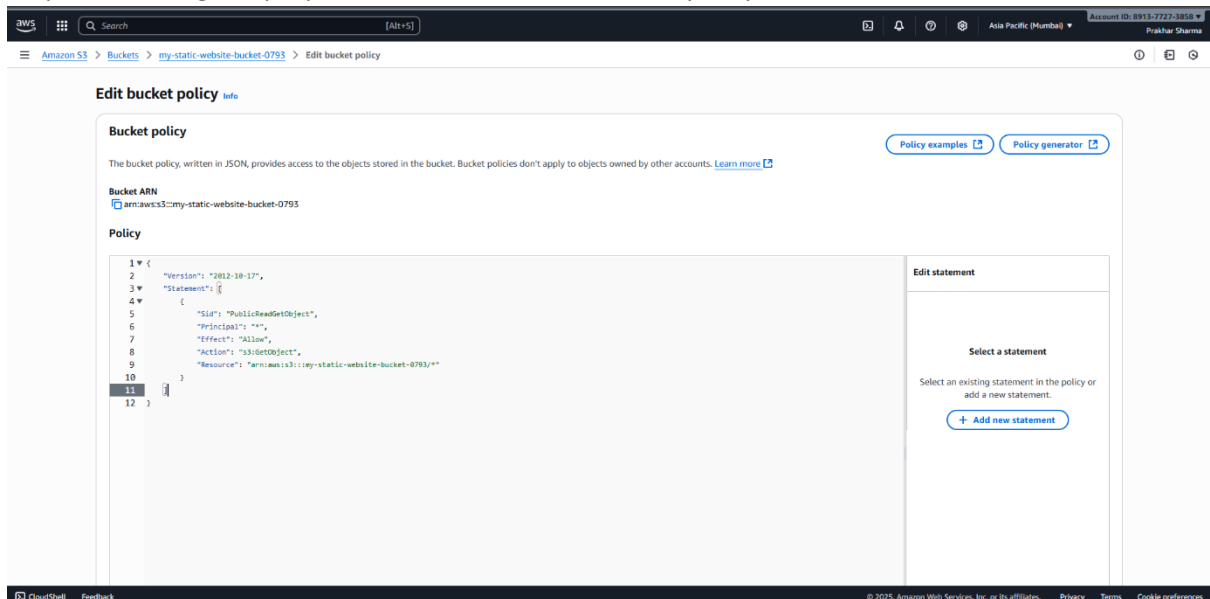 aws
Search
[Alt+S]
Asia Pacific (Mumbai)
Account ID: 8913-7727-3858
Prakhar Sharma
Amazon S3 > Buckets > my-static-website-bucket-0793 > Edit bucket policy
Edit bucket policy Info
Bucket policy
Policy examples
Policy generator
The bucket policy, written in JSON, provides access to the objects stored in the bucket. Bucket policies don't apply to objects owned by other accounts. Learn more
Bucket ARN
arn:aws:s3:::my-static-website-bucket-0793
Policy
1 {
2 "Version": "2012-10-17",
3 "Statement": [
4 {
5 "Sid": "PublicReadGetObject",
6 "Principal": "*",
7 "Effect": "Allow",
8 "Action": "s3:GetObject",
9 "Resource": "arn:aws:s3:::my-static-website-bucket-0793/*"
10 }
11 ]
12 }
Edit statement
Select a statement
Select an existing statement in the policy or
add a new statement.
+ Add new statement
CloudShell Feedback
© 2025, Amazon Web Services, Inc. or its affiliates. Privacy Terms Cookie preferences